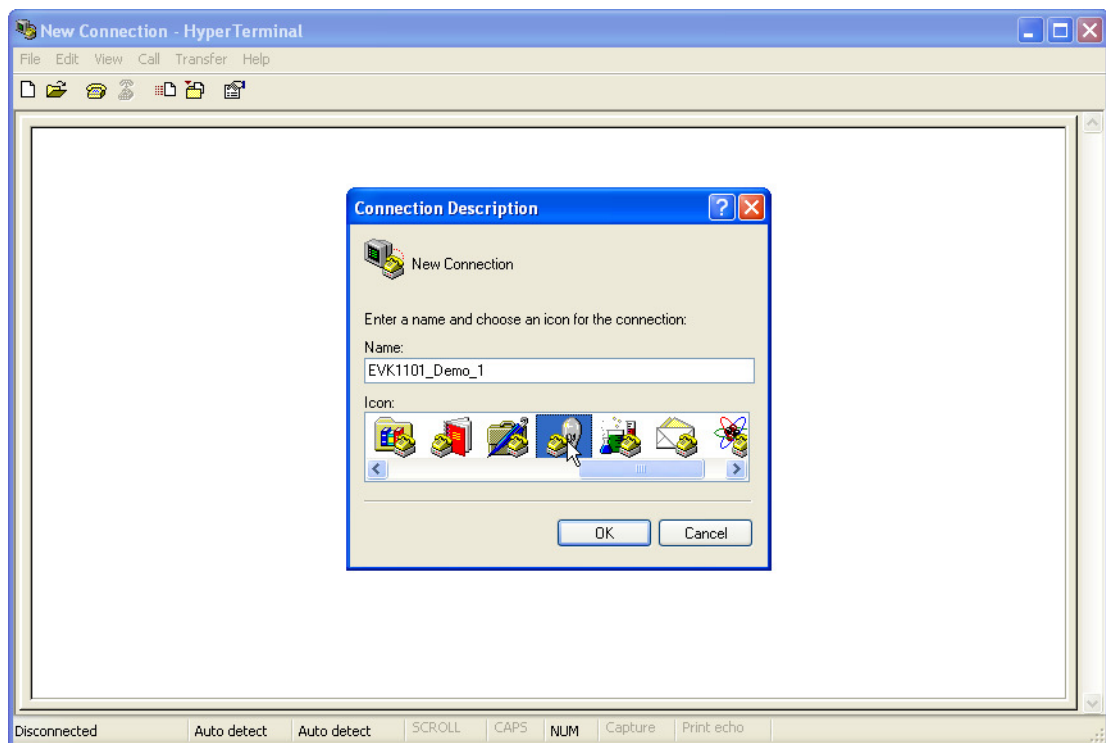 New Connection - HyperTerminal
File Edit View Call Transfer Help
Connection Description
New Connection
Enter a name and choose an icon for the connection:
Name:
EVK1101_Demo_1
Icon:
OK Cancel
Disconnected Auto detect Auto detect SCROLL CAPS NUM Capture Print echo